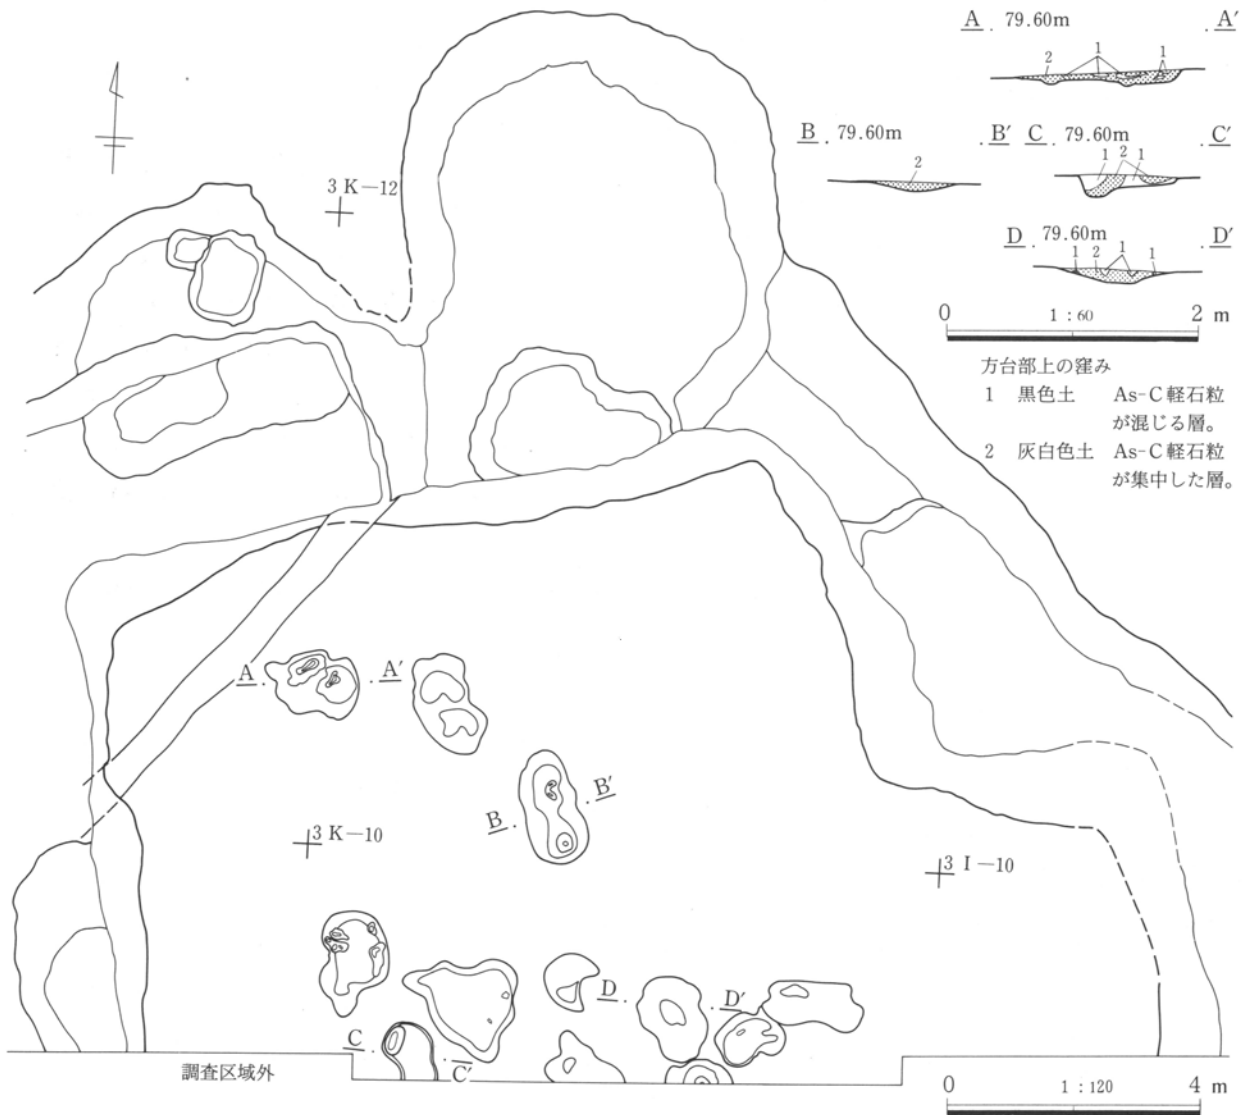 A . 79.60m . A′
2 1 1
B . 79.60m . B′
2
C . 79.60m . C′
1 2 1
D . 79.60m . D′
1 2 1 1
0 1 : 60 2 m
方台部上の窪み
1 黒色土 As-C 軽石粒
が混じる層。
2 灰白色土 As-C 軽石粒
が集中した層。
3 K—12
A . . A′
B . . B′
3 K—10
3 I—10
D . . D′
C . . C′
調査区域外
0 1 : 120 4 m